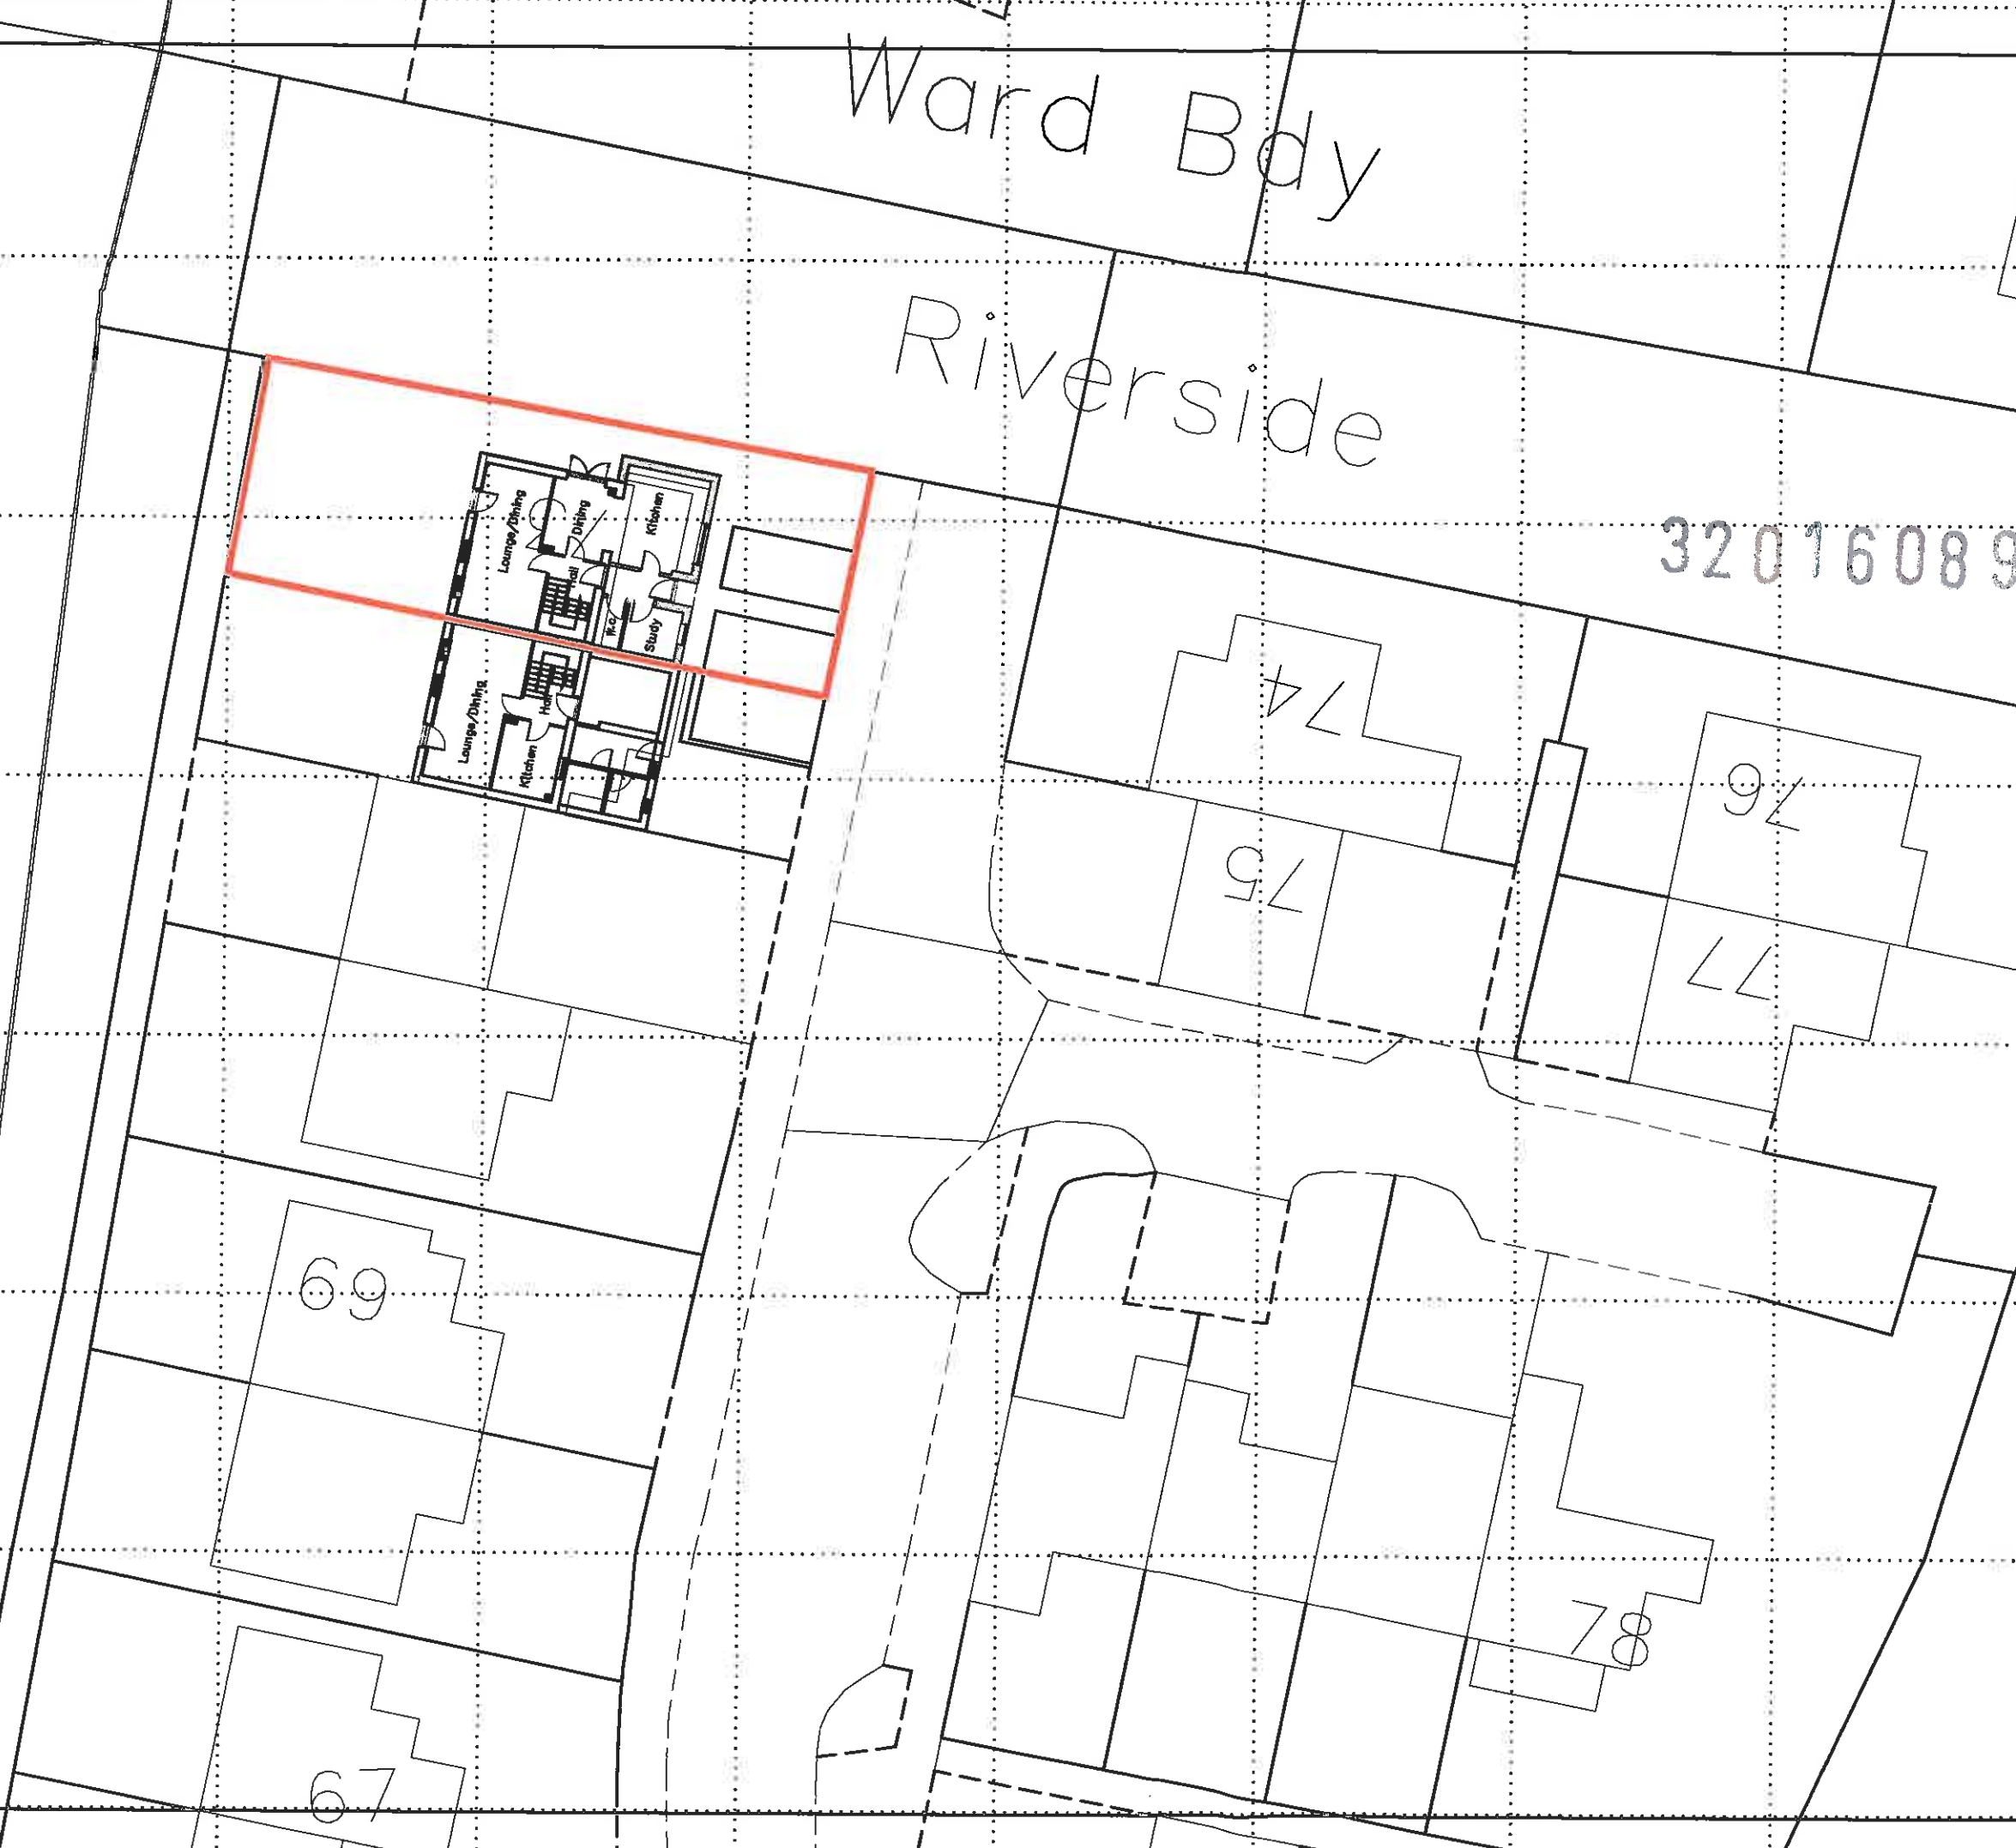 Ward Bdy
Riverside
32016089
Lounge/Dining
Dining
Kitchen
Hall
W.C
Study
Lounge/Dining
Hall
Kitchen
74
75
76
77
69
78
67